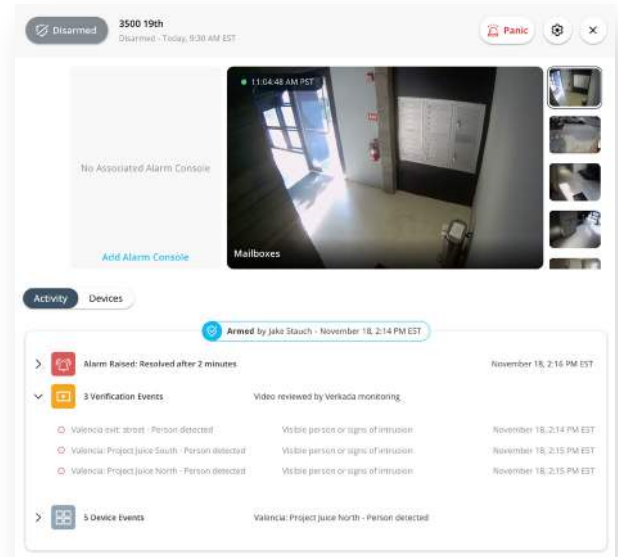 Disarmed
3500 19th
Disarmed - Today, 9:30 AM EST
Panic
No Associated Alarm Console
Add Alarm Console
11:04:48 AM PST
Mailboxes
Activity
Devices
Armed by Jake Stauch - November 18, 2:14 PM EST
Alarm Raised: Resolved after 2 minutes November 18, 2:16 PM EST
3 Verification Events Video reviewed by Verkada monitoring
Valencia exit: street - Person detected Visible person or signs of intrusion November 18, 2:14 PM EST
Valencia: Project Juice South - Person detected Visible person or signs of intrusion November 18, 2:15 PM EST
Valencia: Project Juice North - Person detected Visible person or signs of intrusion November 18, 2:15 PM EST
5 Device Events Valencia: Project Juice North - Person detected